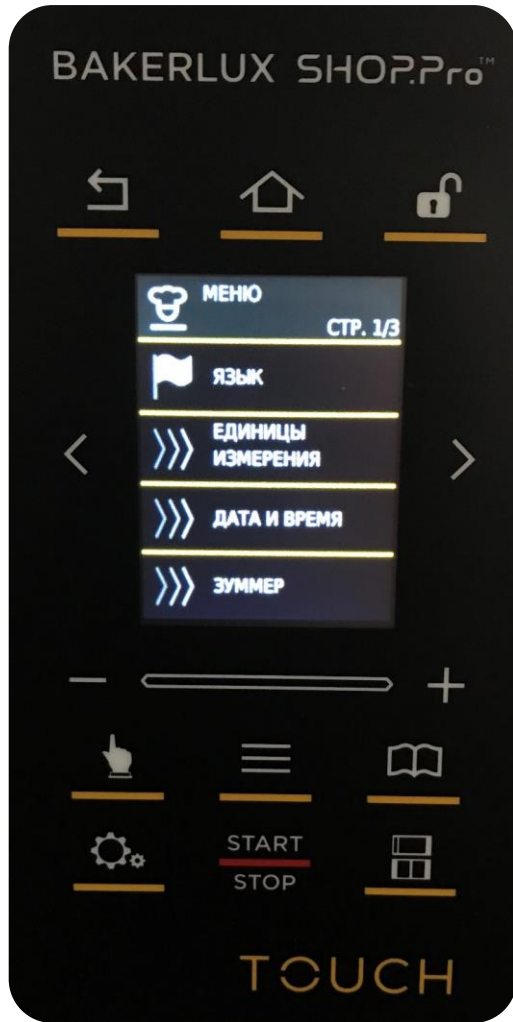 BAKERLUX SHOP.Pro™
МЕНЮ
СТР. 1/3
ЯЗЫК
ЕДИНИЦЫ
ИЗМЕРЕНИЯ
ДАТА И ВРЕМЯ
ЗУММЕР
START
STOP
TOUCH